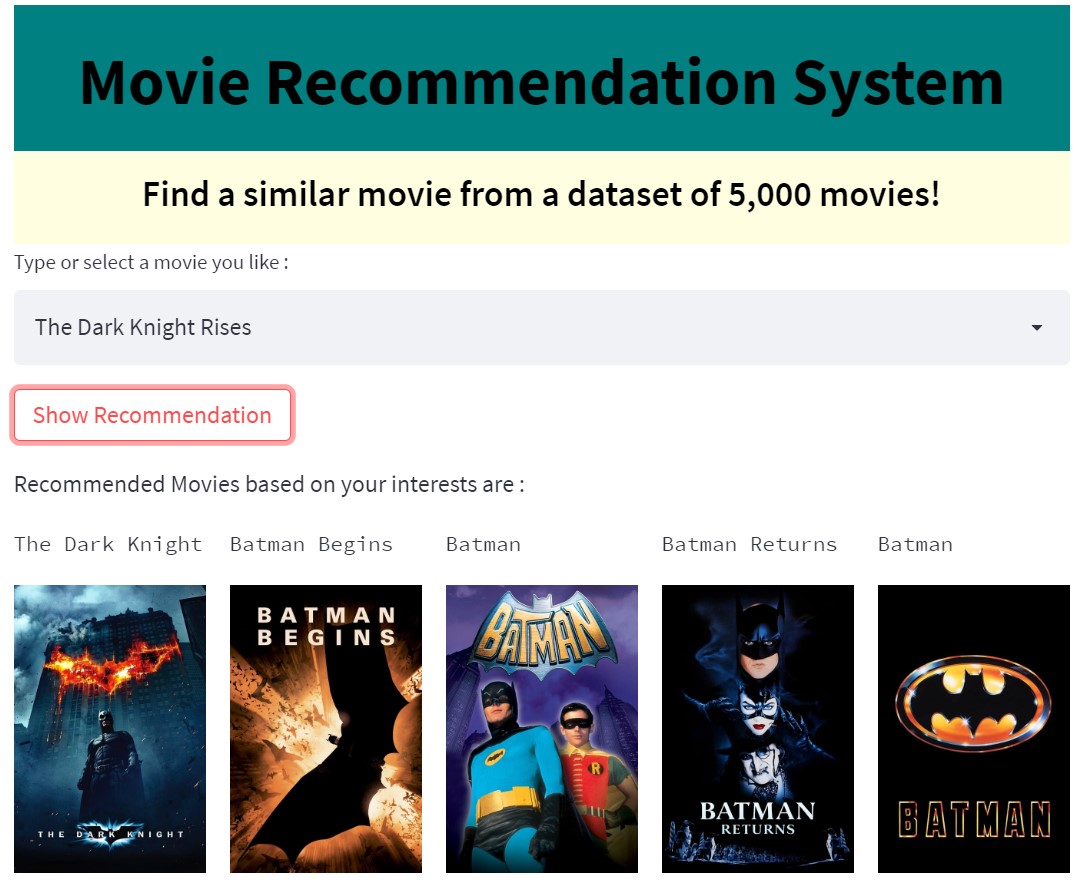 Movie Recommendation System
Find a similar movie from a dataset of 5,000 movies!
Type or select a movie you like :
The Dark Knight Rises
Show Recommendation
Recommended Movies based on your interests are :
The Dark Knight
Batman Begins
Batman
Batman Returns
Batman
THE DARK KNIGHT
BATMAN
BEGINS
BATMAN
R
BATMAN
RETURNS
BATMAN